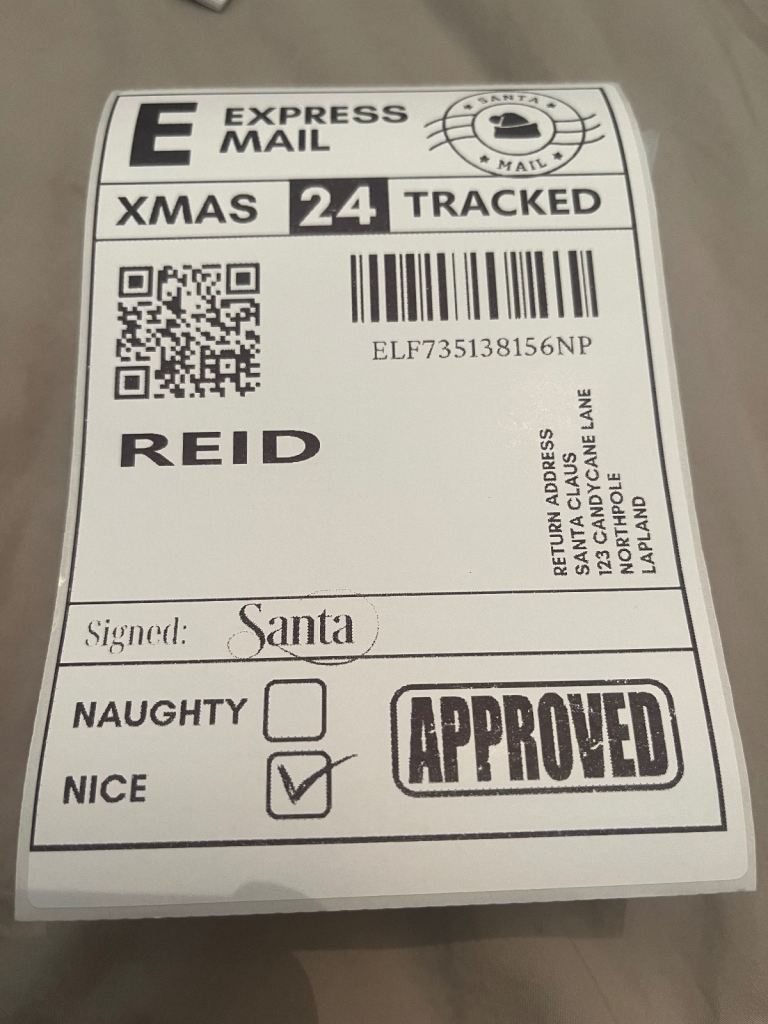 E EXPRESS
MAIL
SANTA
MAIL
XMAS 24 TRACKED
ELF735138156NP
REID
RETURN ADDRESS
SANTA CLAUS
123 CANDYCANE LANE
NORTHPOLE
LAPLAND
Signed: Santa
NAUGHTY
NICE
APPROVED